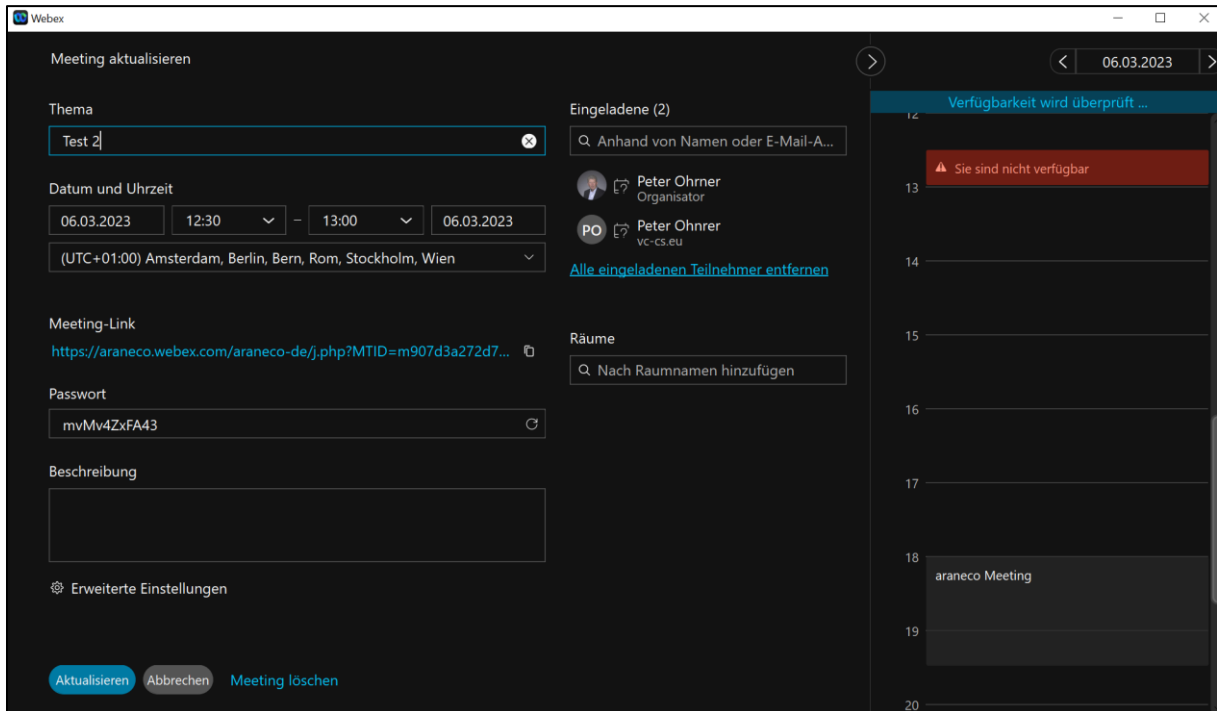 Webex
Meeting aktualisieren
Thema
Test 2
Datum und Uhrzeit
06.03.2023 12:30 – 13:00 06.03.2023
(UTC+01:00) Amsterdam, Berlin, Bern, Rom, Stockholm, Wien
Meeting-Link
https://araneco.webex.com/araneco-de/j.php?MTID=m907d3a272d7...
Passwort
mvMv4ZxFA43
Beschreibung
Erweiterte Einstellungen
Aktualisieren Abbrechen Meeting löschen
Eingeladene (2)
Anhand von Namen oder E-Mail-A...
Peter Ohrner
Organisator
PO Peter Ohnrer
vc-cs.eu
Alle eingeladenen Teilnehmer entfernen
Räume
Nach Raumnamen hinzufügen
06.03.2023
Verfügbarkeit wird überprüft ...
12
Sie sind nicht verfügbar
13
14
15
16
17
18
araneco Meeting
19
20